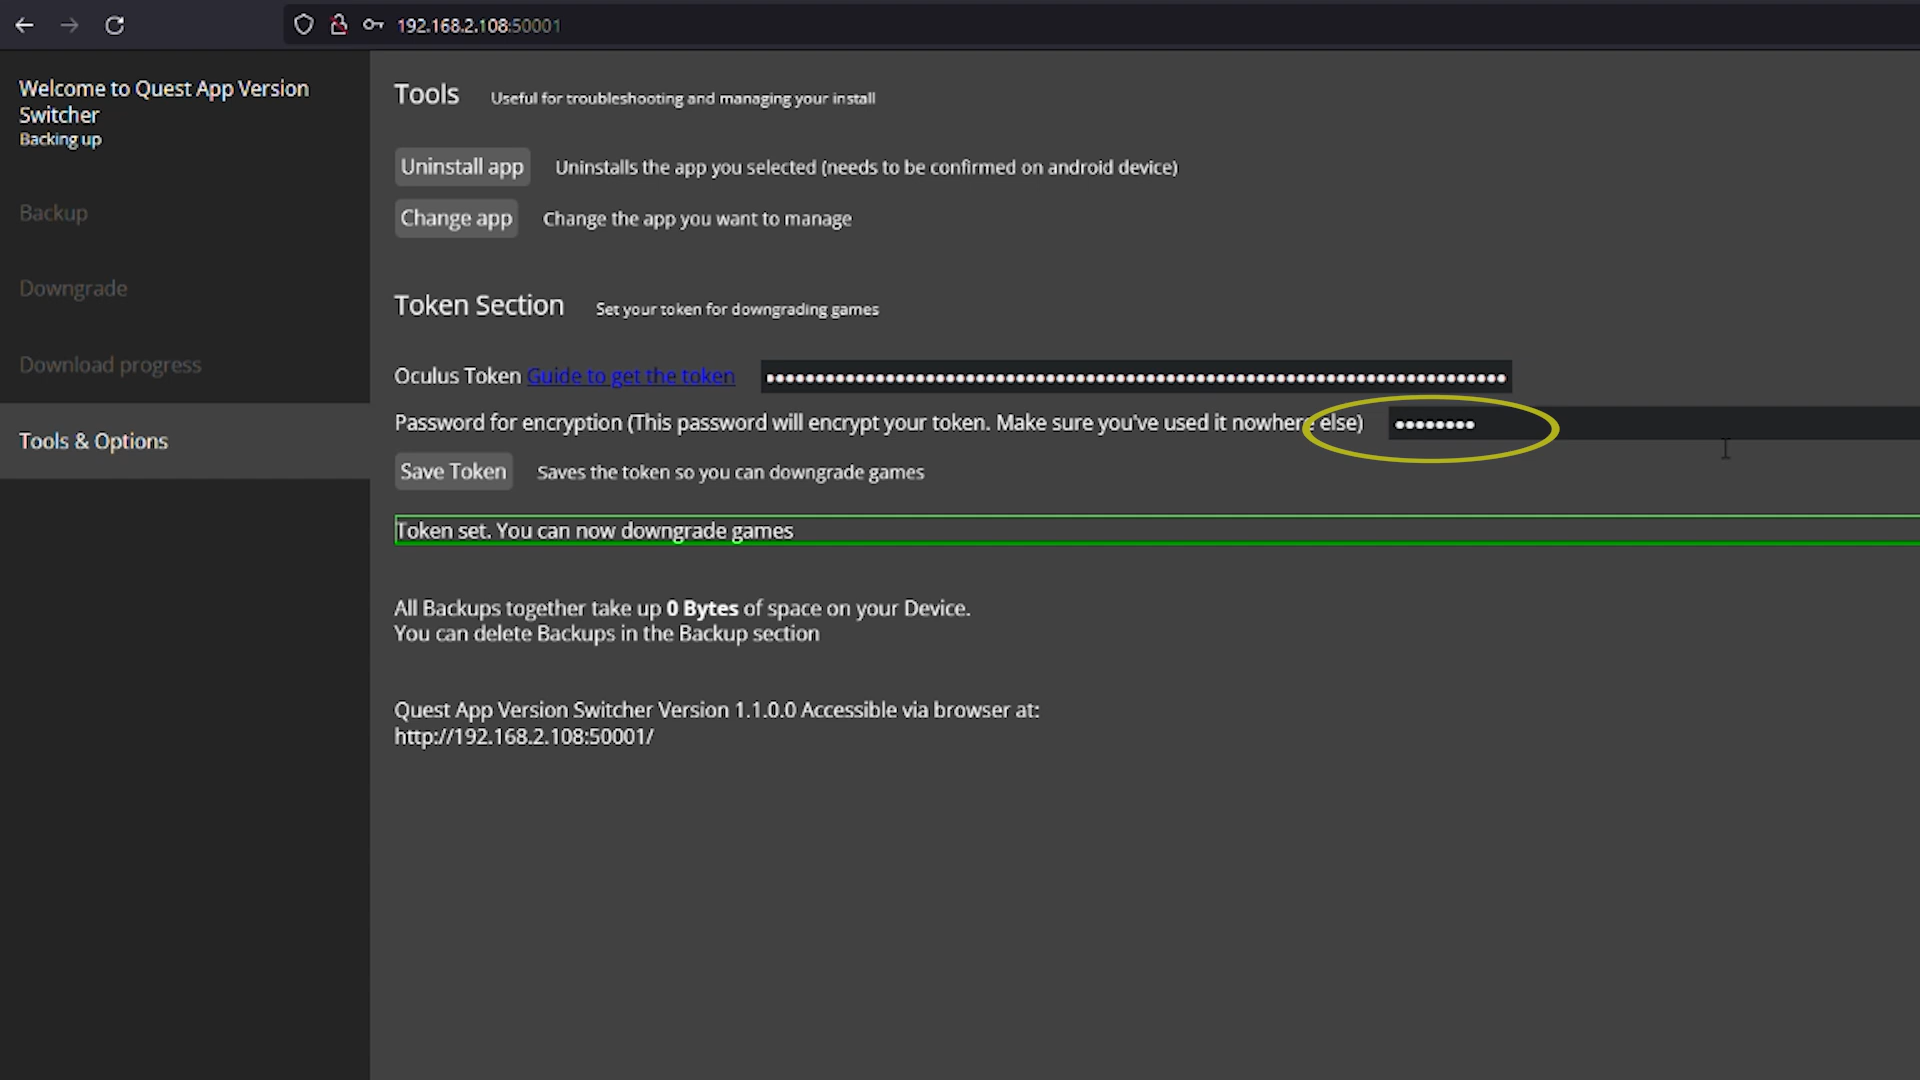 192.168.2.108:50001
Welcome to Quest App Version
Switcher
Backing up
Backup
Downgrade
Download progress
Tools & Options
Tools Useful for troubleshooting and managing your install
Uninstall app Uninstalls the app you selected (needs to be confirmed on android device)
Change app Change the app you want to manage
Token Section Set your token for downgrading games
Oculus Token Guide to get the token
Password for encryption (This password will encrypt your token. Make sure you've used it nowhere else) ••••••••
Save Token Saves the token so you can downgrade games
Token set. You can now downgrade games
All Backups together take up 0 Bytes of space on your Device.
You can delete Backups in the Backup section
Quest App Version Switcher Version 1.1.0.0 Accessible via browser at:
http://192.168.2.108:50001/